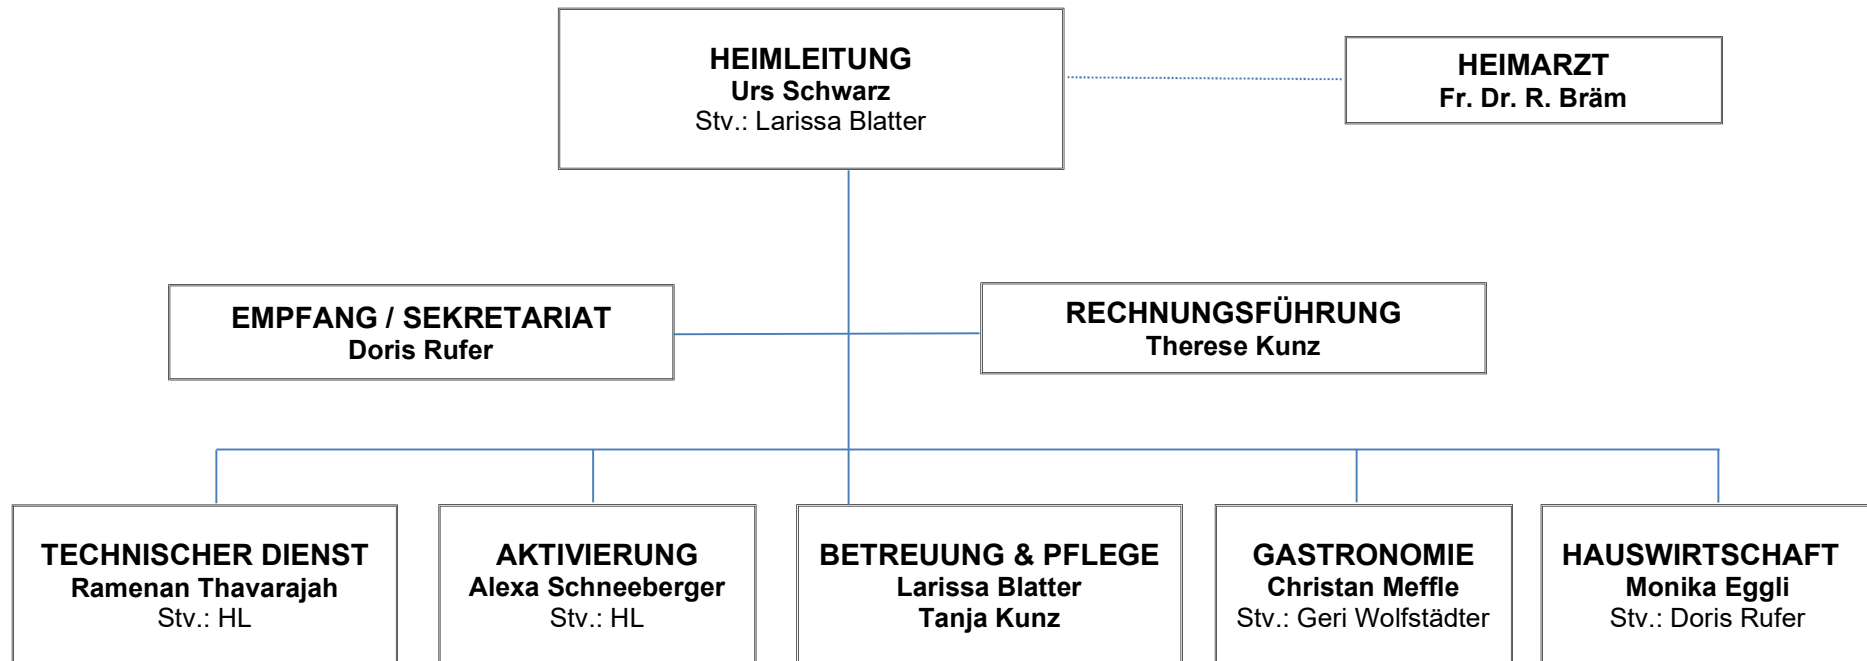 HEIMLEITUNG
Urs Schwarz
Stv.: Larissa Blatter
HEIMARZT
Fr. Dr. R. Bräm
EMPFANG / SEKRETARIAT
Doris Rufer
RECHNUNGSFÜHRUNG
Therese Kunz
TECHNISCHER DIENST
Ramenan Thavarajah
Stv.: HL
AKTIVIERUNG
Alexa Schneeberger
Stv.: HL
BETREUUNG & PFLEGE
Larissa Blatter
Tanja Kunz
GASTRONOMIE
Christan Meffle
Stv.: Geri Wolfstädter
HAUSWIRTSCHAFT
Monika Eggli
Stv.: Doris Rufer